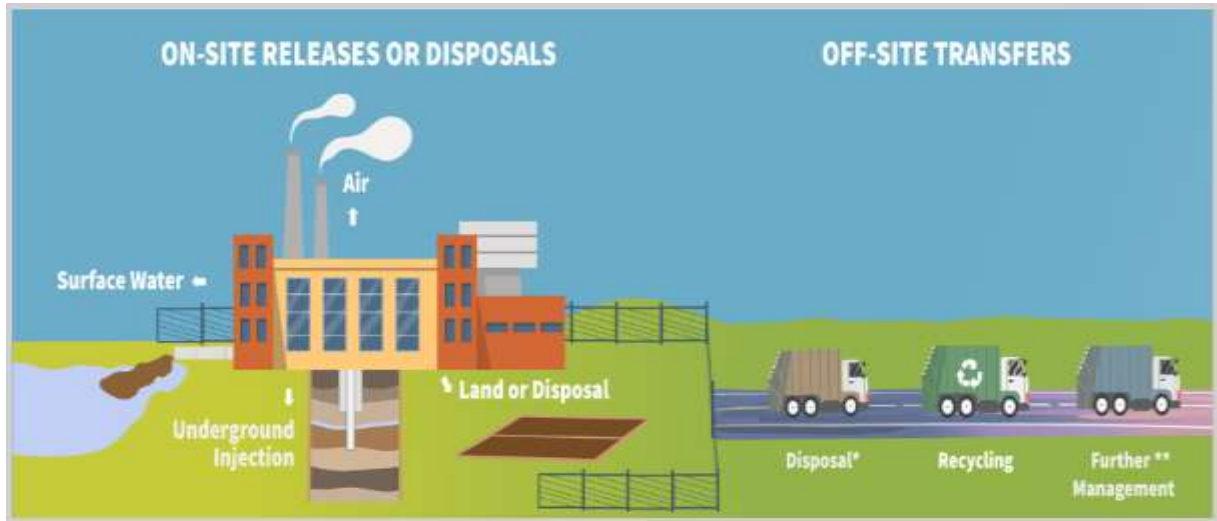 ON-SITE RELEASES OR DISPOSALS
OFF-SITE TRANSFERS
Air
Surface Water
Land or Disposal
Underground
Injection
Disposal*
Recycling
Further **
Management